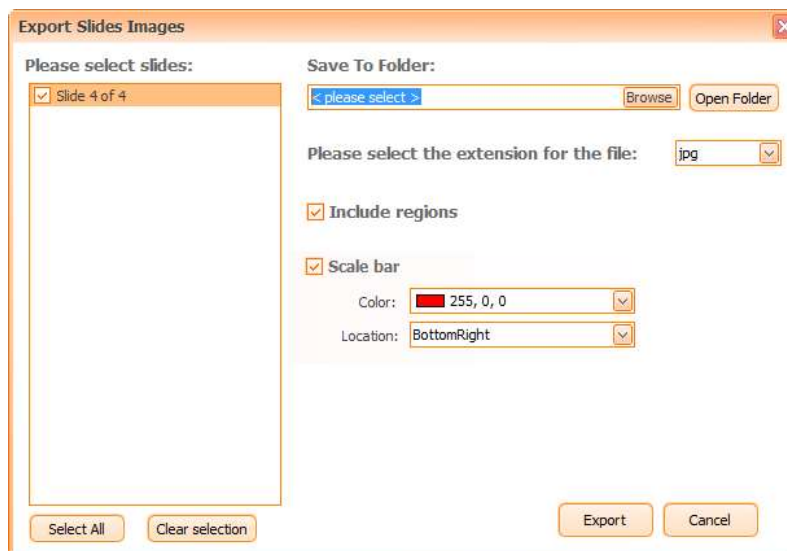 Export Slides Images
Please select slides:
Slide 4 of 4
Select All
Clear selection
Save To Folder:
< please select >
Browse
Open Folder
Please select the extension for the file:
jpg
Include regions
Scale bar
Color:
255, 0, 0
Location:
BottomRight
Export
Cancel